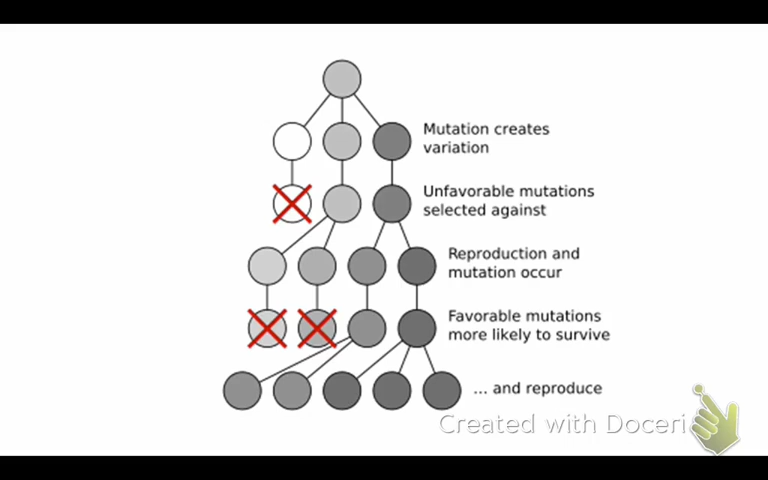 Mutation creates
variation
Unfavorable mutations
selected against
Reproduction and
mutation occur
Favorable mutations
more likely to survive
... and reproduce
Created with Doceri